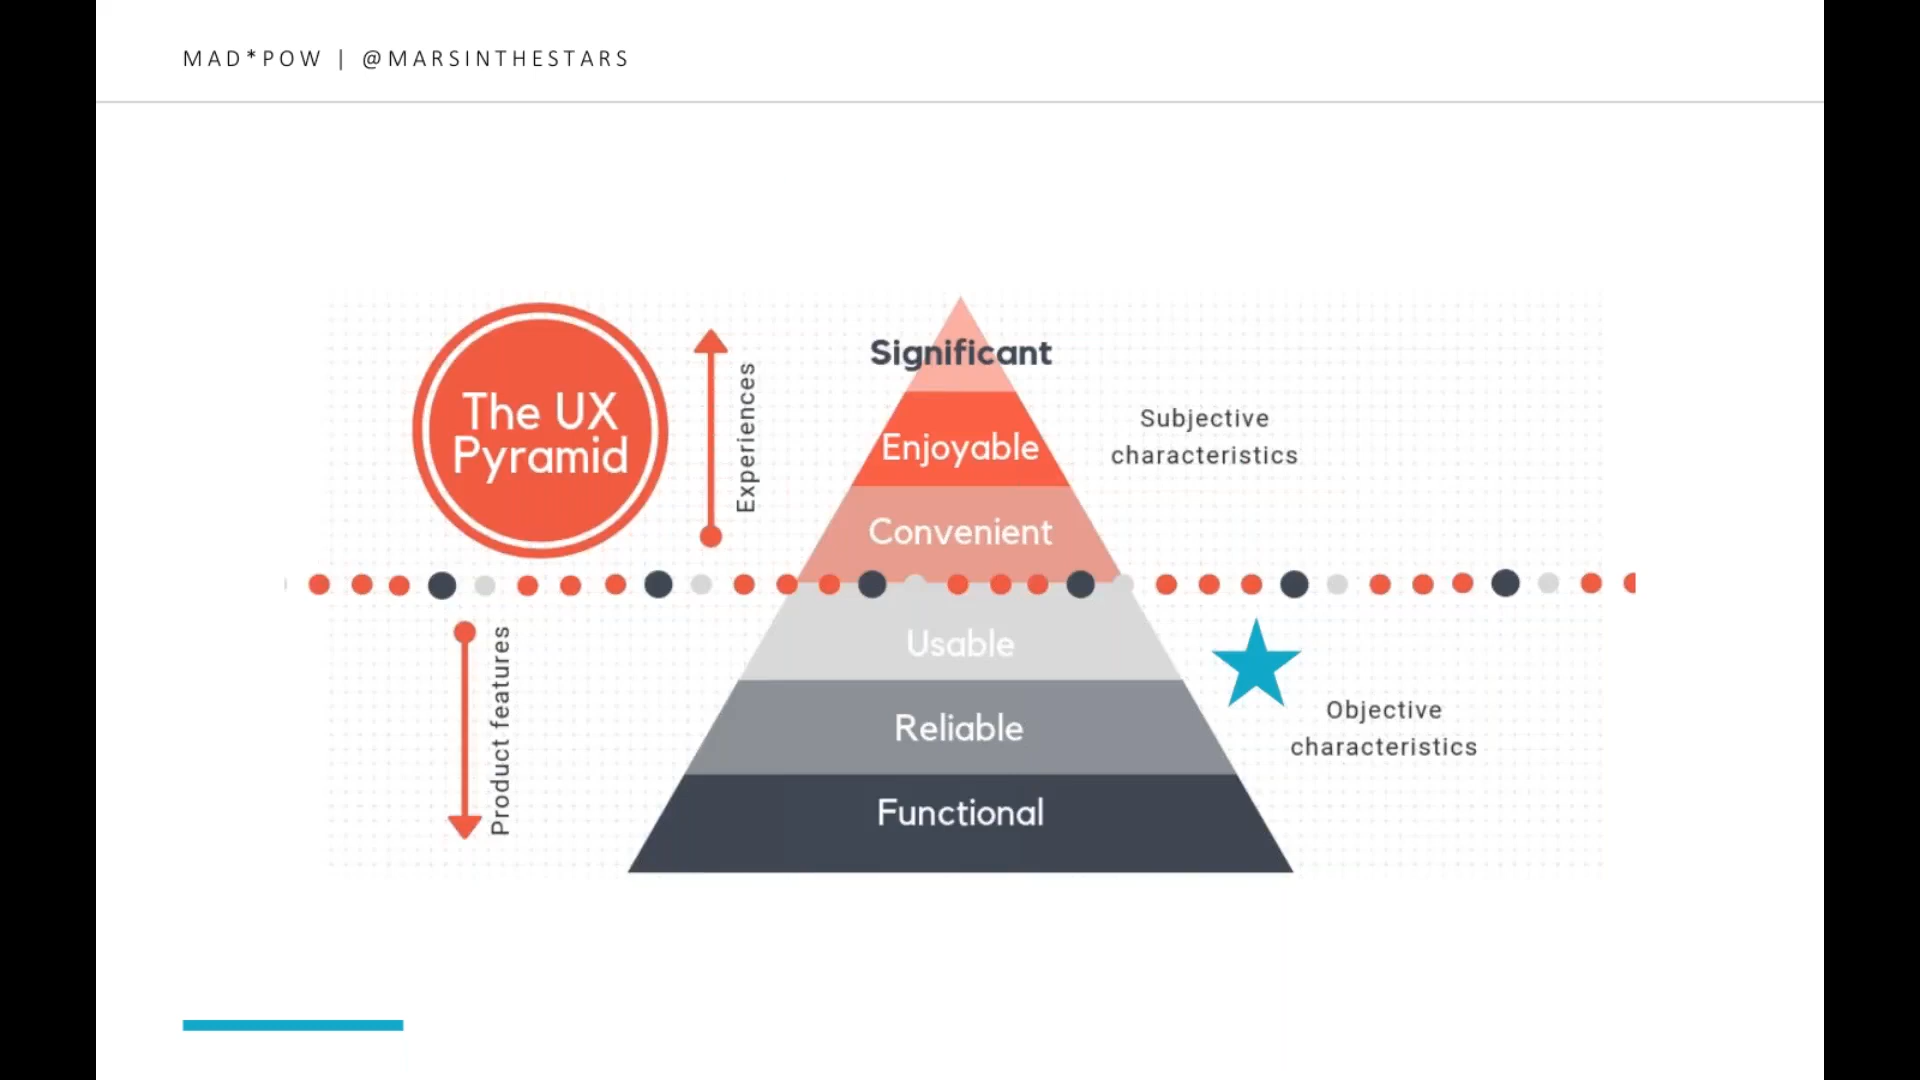 MAD*POW | @MARSINTHESTARS
The UX
Pyramid
Experiences
Significant
Enjoyable
Convenient
Subjective
characteristics
Product features
Usable
Reliable
Functional
Objective
characteristics